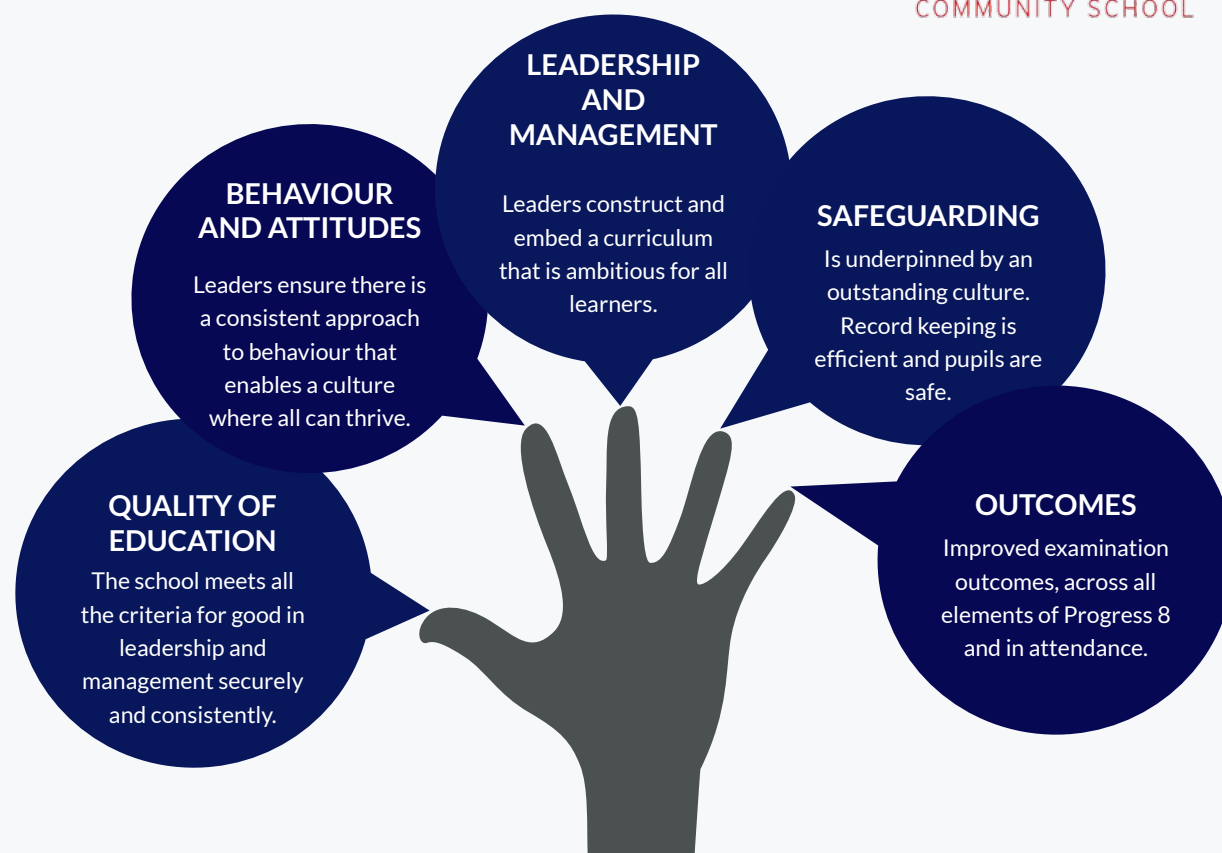 COMMUNITY SCHOOL
LEADERSHIP
AND
MANAGEMENT
Leaders construct and
embed a curriculum
that is ambitious for all
learners.
BEHAVIOUR
AND ATTITUDES
Leaders ensure there is
a consistent approach
to behaviour that
enables a culture
where all can thrive.
SAFEGUARDING
Is underpinned by an
outstanding culture.
Record keeping is
efficient and pupils are
safe.
QUALITY OF
EDUCATION
The school meets all
the criteria for good in
leadership and
management securely
and consistently.
OUTCOMES
Improved examination
outcomes, across all
elements of Progress 8
and in attendance.